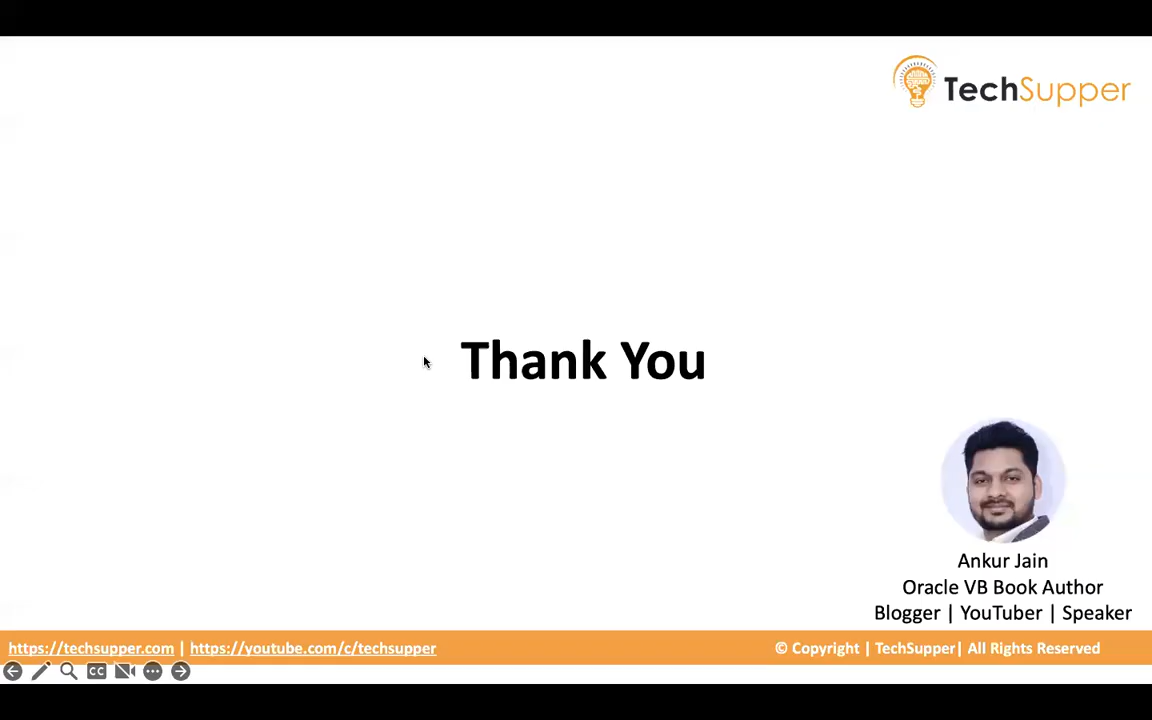 TechSupper
Thank You
Ankur Jain
Oracle VB Book Author
Blogger | YouTuber | Speaker
https://techsupper.com | https://youtube.com/c/techsupper
© Copyright | TechSupper| All Rights Reserved
CC